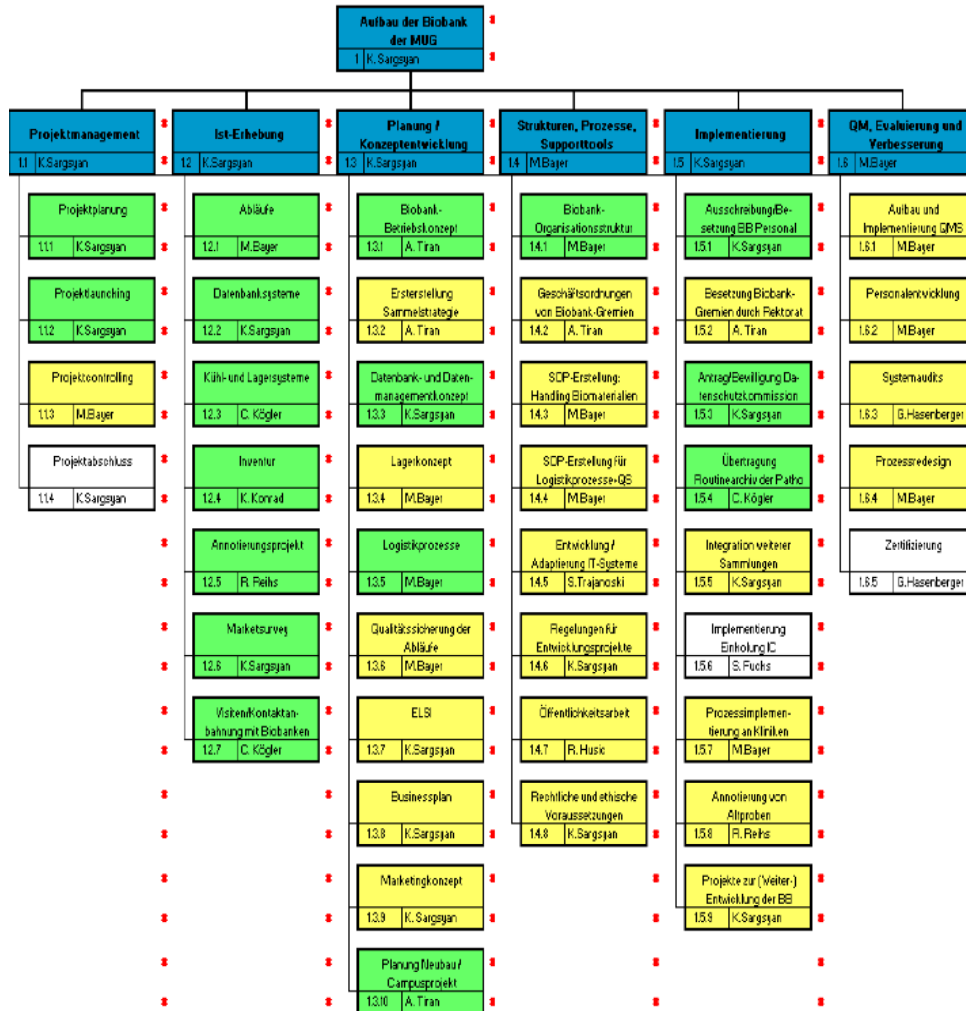 Aufbau der Biobank
der MUG
1 K. Sargsyan
Projektmanagement
1.1 K.Sargsyan
Ist-Erhebung
1.2 K.Sargsyan
Planung /
Konzeptentwicklung
1.3 K.Sargsyan
Strukturen, Prozesse,
Supporttools
1.4 M.Bayer
Implementierung
1.5 K.Sargsyan
QM, Evaluierung und
Verbesserung
1.6 M.Bayer
Projektplanung
1.1.1 K.Sargsyan
Projektlaunching
1.1.2 K.Sargsyan
Projektcontrolling
1.1.3 M.Bayer
Projektabschluss
1.1.4 K.Sargsyan
Abläufe
1.2.1 M.Bayer
Datenbanksysteme
1.2.2 K.Sargsyan
Kühl- und Lagersysteme
1.2.3 C. Kögler
Inventur
1.2.4 K. Konrad
Annotierungsprojekt
1.2.5 R. Reihs
Marketsurvey
1.2.6 K.Sargsyan
Visiten/Kontaktan-
bahnung mit Biobanken
1.2.7 C. Kögler
Biobank-
Betriebskonzept
1.3.1 A. Tiran
Ersterstellung
Sammelstrategie
1.3.2 A. Tiran
Datenbank- und Daten-
managementkonzept
1.3.3 K.Sargsyan
Lagerkonzept
1.3.4 M.Bayer
Logistikprozesse
1.3.5 M.Bayer
Qualitätssicherung der
Abläufe
1.3.6 M.Bayer
ELSI
1.3.7 K.Sargsyan
Businessplan
1.3.8 K.Sargsyan
Marketingkonzept
1.3.9 K. Sargsyan
Planung Neubau /
Campusprojekt
1.3.10 A. Tiran
Biobank-
Organisationsstruktur
1.4.1 M.Bayer
Geschäftsordnungen
von Biobank-Gremien
1.4.2 A. Tiran
SOP-Erstellung:
Handling Biomaterialien
1.4.3 M.Bayer
SOP-Erstellung für
Logistikprozesse+QS
1.4.4 M.Bayer
Entwicklung /
Adaptierung IT-Systeme
1.4.5 S.Trajanoski
Regelungen für
Entwicklungsprojekte
1.4.6 K.Sargsyan
Öffentlichkeitsarbeit
1.4.7 R. Husic
Rechtliche und ethische
Voraussetzungen
1.4.8 K.Sargsyan
Ausschreibung/Be-
setzung BB Personal
1.5.1 K.Sargsyan
Besetzung Biobank-
Gremien durch Rektorat
1.5.2 A. Tiran
Antrag/Bewilligung Da-
tenschutzkommission
1.5.3 K.Sargsyan
Übertragung
Routinearchiv der Patho
1.5.4 C. Kögler
Integration weiterer
Sammlungen
1.5.5 K.Sargsyan
Implementierung
Einholung IC
1.5.6 S. Fuchs
Prozessimplemen-
tierung an Kliniken
1.5.7 M.Bayer
Annotierung von
Altproben
1.5.8 R. Reihs
Projekte zur (Weiter-)
Entwicklung der BB
1.5.9 K.Sargsyan
Aufbau und
Implementierung QMS
1.6.1 M.Bayer
Personalentwicklung
1.6.2 M.Bayer
Systemaudits
1.6.3 G.Hasenberger
Prozessredesign
1.6.4 M.Bayer
Zertifizierung
1.6.5 G.Hasenberger